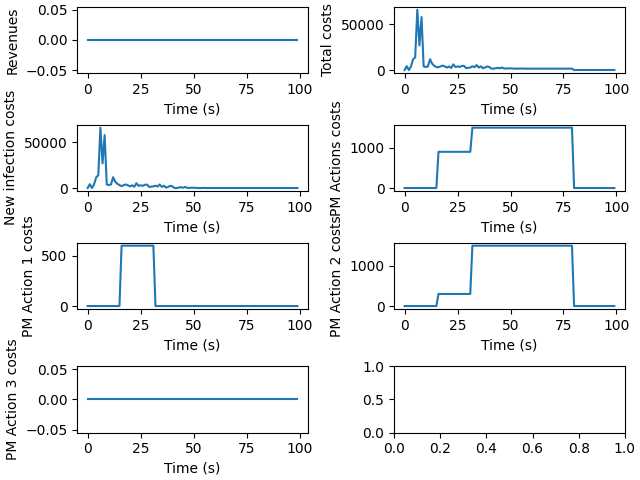 Revenues
0.05
0.00
−0.05
0 25 50 75 100
Time (s)
Total costs
50000
0
0 25 50 75 100
Time (s)
New infection costs
50000
0
0 25 50 75 100
Time (s)
PM Actions costs
1000
0
0 25 50 75 100
Time (s)
PM Action 1 costs
500
0
0 25 50 75 100
Time (s)
PM Action 2 costs
1000
0
0 25 50 75 100
Time (s)
PM Action 3 costs
0.05
0.00
−0.05
0 25 50 75 100
Time (s)
1.0
0.5
0.0
0.0 0.2 0.4 0.6 0.8 1.0